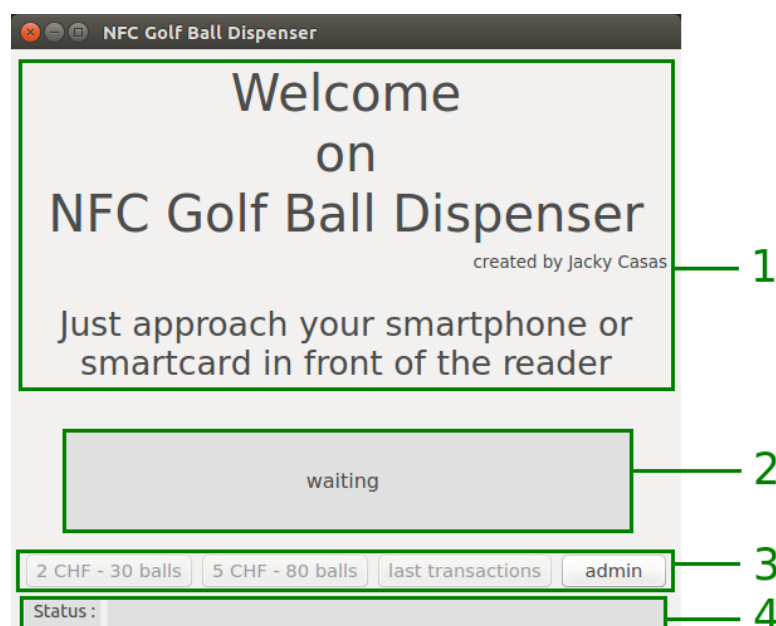 NFC Golf Ball Dispenser
Welcome
on
NFC Golf Ball Dispenser
created by Jacky Casas
1
Just approach your smartphone or
smartcard in front of the reader
waiting
2
2 CHF - 30 balls 5 CHF - 80 balls last transactions admin
3
Status :
4